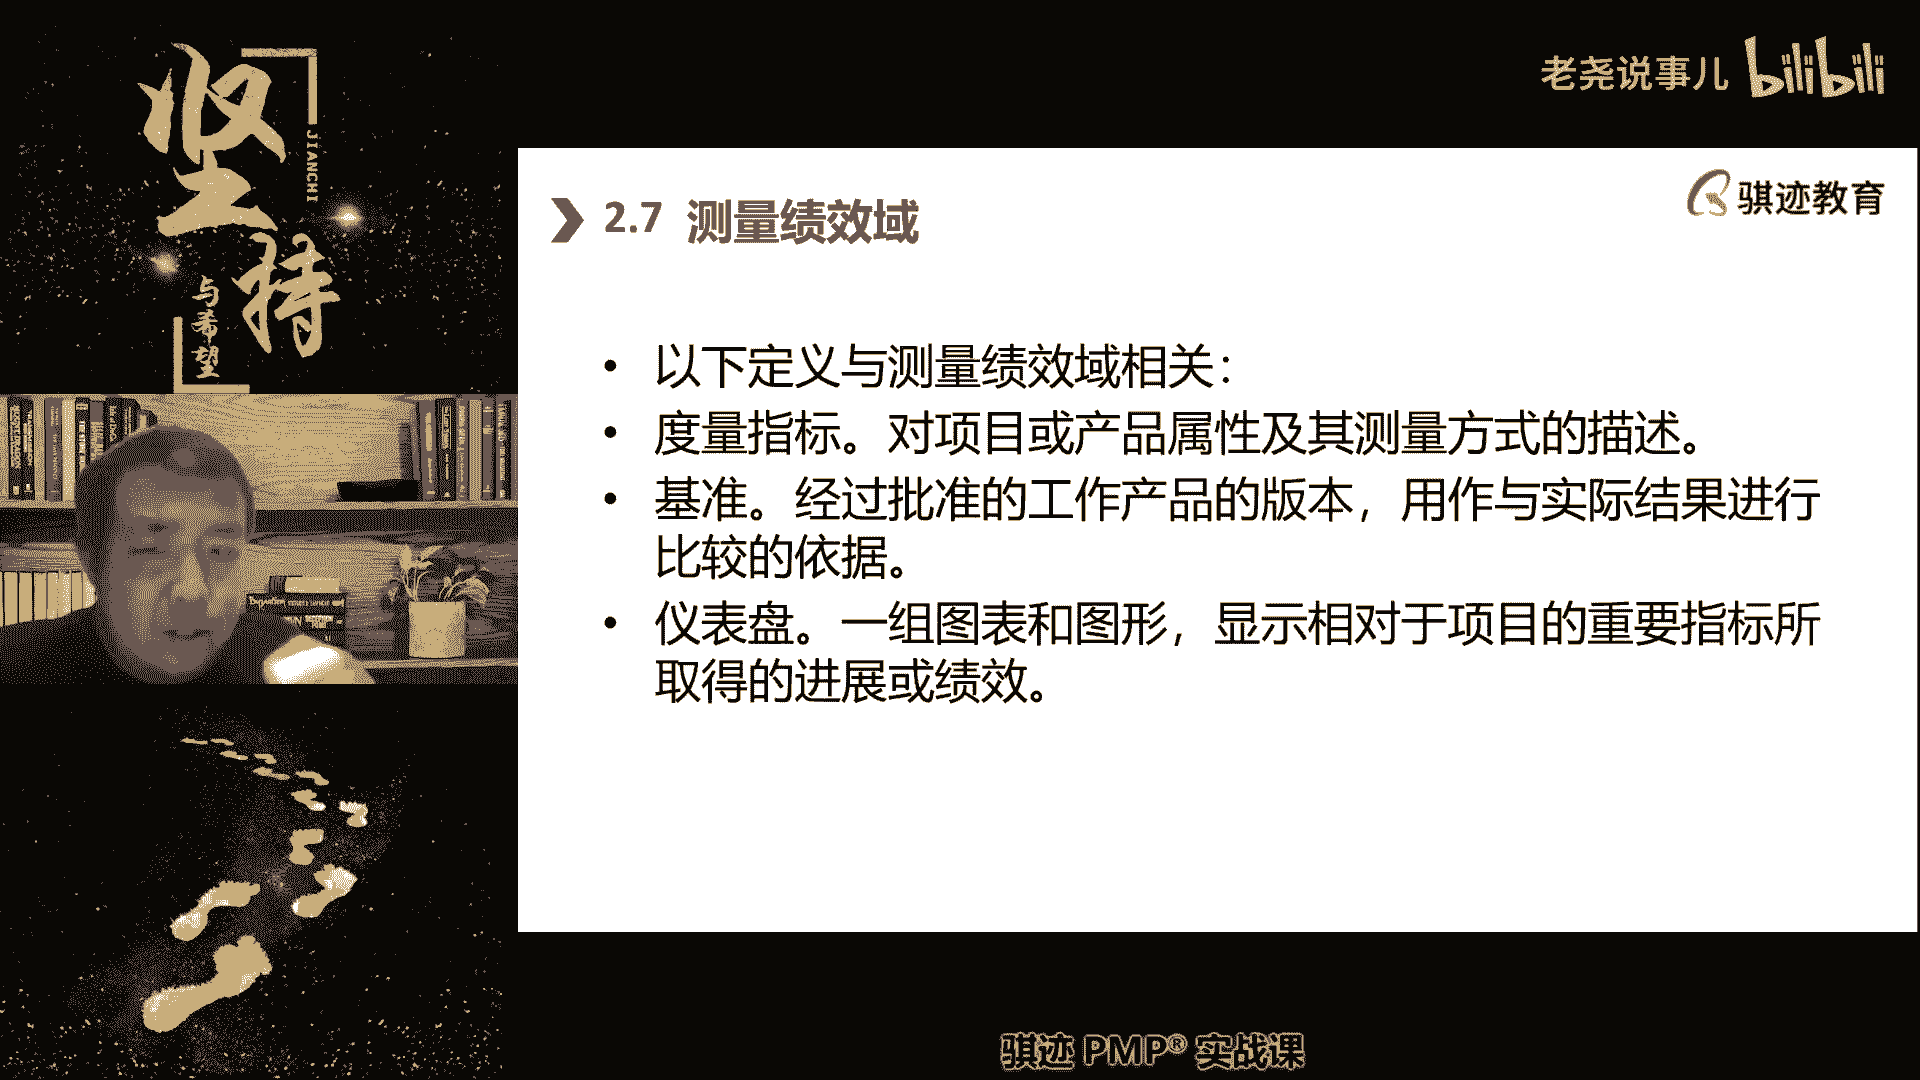 坚持
JIANCHI
与希望
老尧说事儿 bilibili
骐迹教育
2.7 测量绩效域
• 以下定义与测量绩效域相关：
• 度量指标。对项目或产品属性及其测量方式的描述。
• 基准。经过批准的工作产品的版本，用作与实际结果进行
比较的依据。
• 仪表盘。一组图表和图形，显示相对于项目的重要指标所
取得的进展或绩效。
骐迹 PMP® 实战课